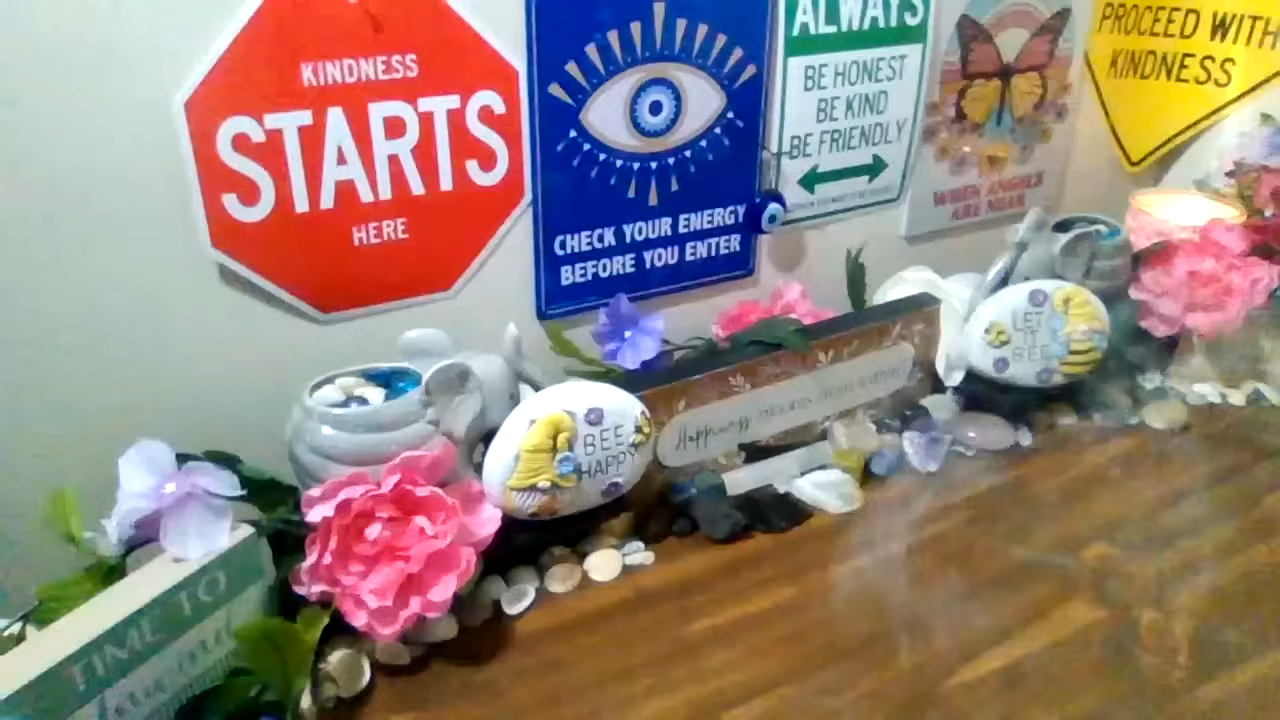 KINDNESS
STARTS
HERE
CHECK YOUR ENERGY
BEFORE YOU ENTER
ALWAYS
BE HONEST
BE KIND
BE FRIENDLY
WHEN ANGELS
ARE NEAR
PROCEED WITH
KINDNESS
LET
IT
BEE
BEE
HAPPY
Happiness
TIME TO